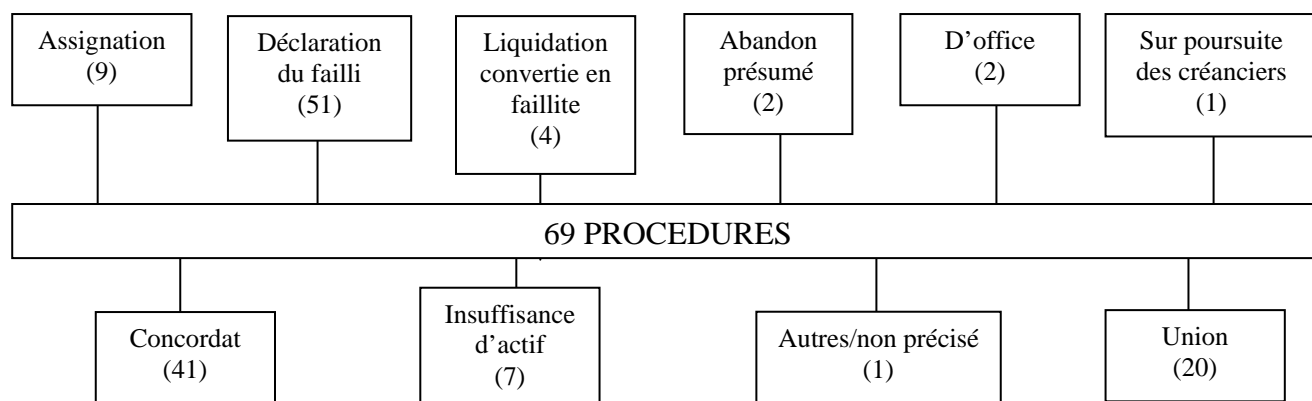 Assignation
(9)
Déclaration
du failli
(51)
Liquidation
convertie en
faillite
(4)
Abandon
présumé
(2)
D’office
(2)
Sur poursuite
des créanciers
(1)
69 PROCEDURES
Concordat
(41)
Insuffisance
d’actif
(7)
Autres/non précisé
(1)
Union
(20)